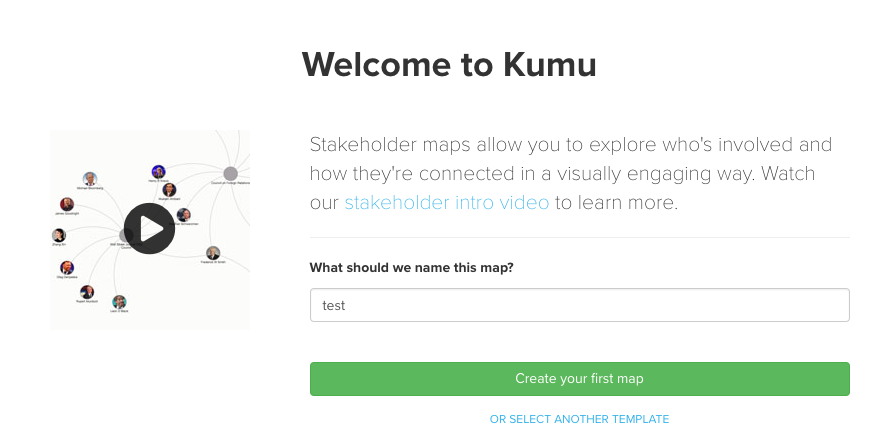 Welcome to Kumu
Stakeholder maps allow you to explore who's involved and
how they're connected in a visually engaging way. Watch
our stakeholder intro video to learn more.
What should we name this map?
test
Create your first map
OR SELECT ANOTHER TEMPLATE